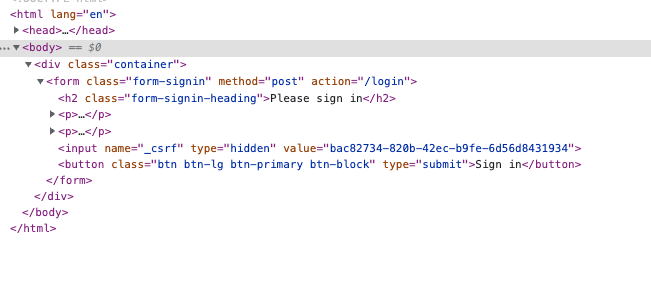 <html lang="en">
<head>…</head>
<body> == $0
<div class="container">
<form class="form-signin" method="post" action="/login">
<h2 class="form-signin-heading">Please sign in</h2>
<p>…</p>
<p>…</p>
<input name="_csrf" type="hidden" value="bac82734-820b-42ec-b9fe-6d56d8431934">
<button class="btn btn-lg btn-primary btn-block" type="submit">Sign in</button>
</form>
</div>
</body>
</html>